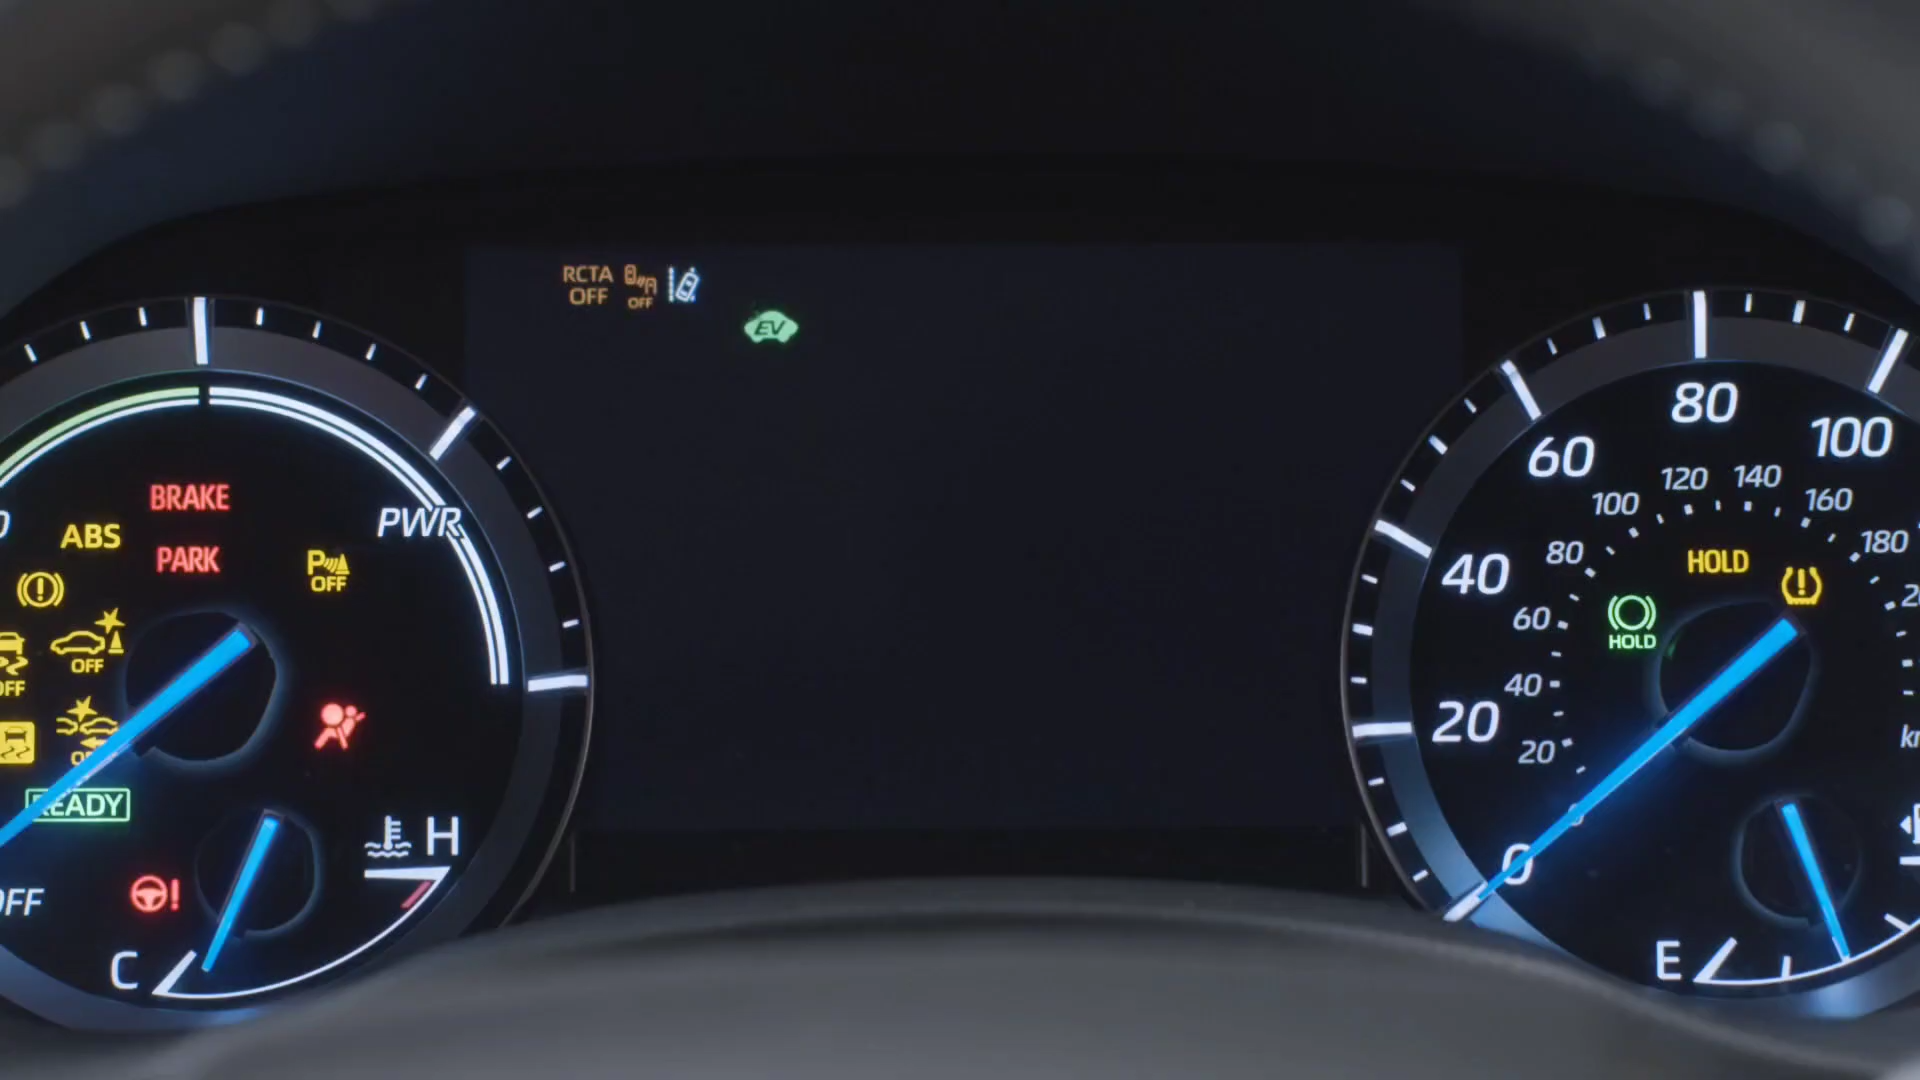 RCTA
OFF
OFF
EV
BRAKE
ABS
PARK
P
OFF
PWR
OFF
OFF
READY
H
C
80
60
100
40
20
0
120
140
100
160
80
180
60
40
20
HOLD
HOLD
E